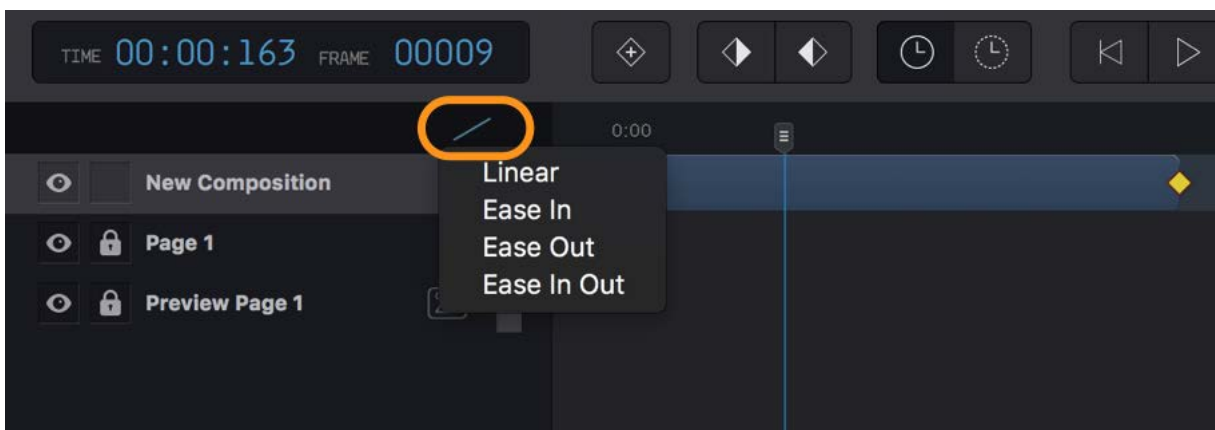 TIME 00:00:163 FRAME 00009
0:00
New Composition
Page 1
Preview Page 1
Linear
Ease In
Ease Out
Ease In Out